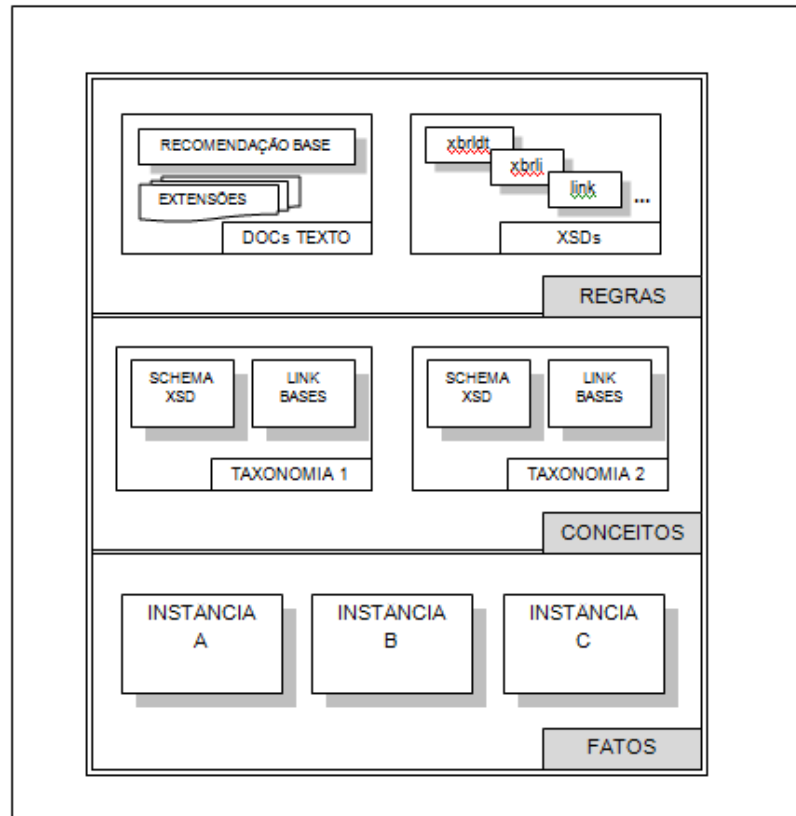 RECOMENDAÇÃO BASE
EXTENSÕES
DOCs TEXTO
xbrldt
xbrli
link
...
XSDs
REGRAS
SCHEMA
XSD
LINK
BASES
TAXONOMIA 1
SCHEMA
XSD
LINK
BASES
TAXONOMIA 2
CONCEITOS
INSTANCIA
A
INSTANCIA
B
INSTANCIA
C
FATOS